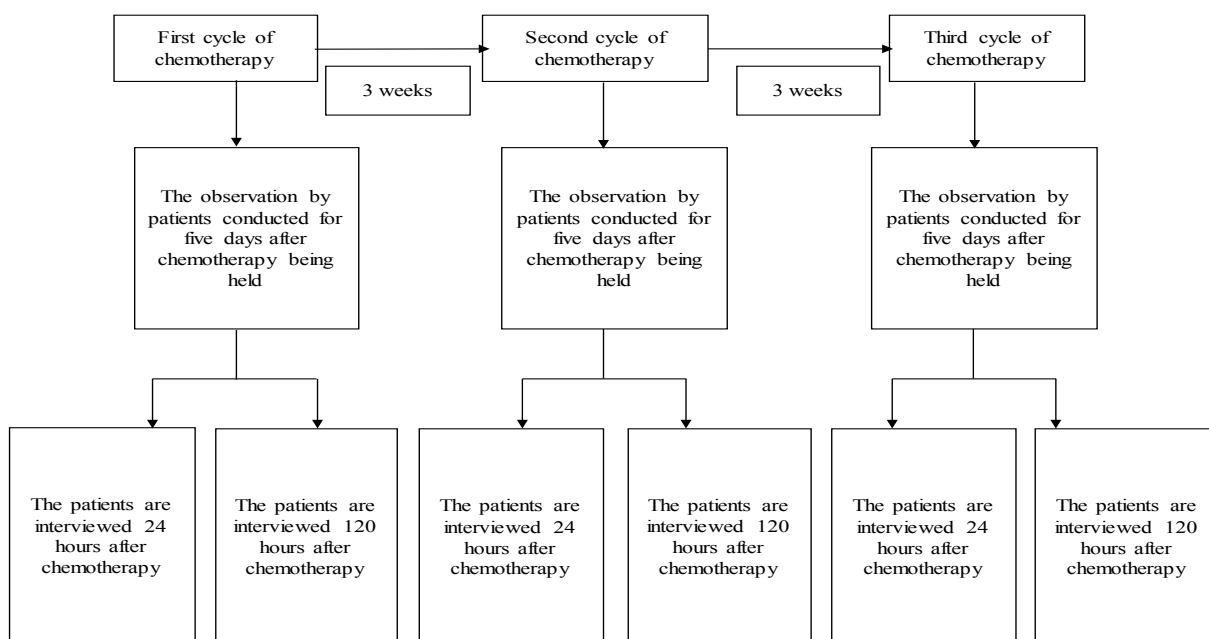 First cycle of
chemotherapy
Second cycle of
chemotherapy
Third cycle of
chemotherapy
3 weeks
3 weeks
The observation by
patients conducted for
five days after
chemotherapy being
held
The observation by
patients conducted for
five days after
chemotherapy being
held
The observation by
patients conducted for
five days after
chemotherapy being
held
The patients are
interviewed 24
hours after
chemotherapy
The patients are
interviewed 120
hours after
chemotherapy
The patients are
interviewed 24
hours after
chemotherapy
The patients are
interviewed 120
hours after
chemotherapy
The patients are
interviewed 24
hours after
chemotherapy
The patients are
interviewed 120
hours after
chemotherapy